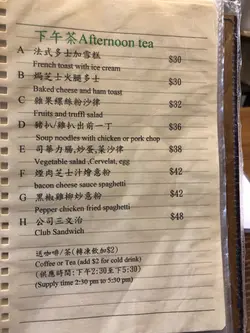 下午茶Afternoon tea
A 法式多士加雪糕 $30
French toast with ice cream
B 焗芝士火腿多士 $30
Baked cheese and ham toast
C 雜果螺絲粉沙律 $32
Fruits and truffl salad
D 豬扒/雞扒出前一丁 $36
Soup noodles with chicken or pork chop
E 司華力腸,炒蛋,菜沙律 $38
Vegetable salad ,Cervelat, egg
F 煙肉芝士汁燴意粉 $42
bacon cheese sauce spaghetti
G 黑椒雞柳炒意粉 $42
Pepper chicken fried spaghetti
H 公司三文治 $48
Club Sandwich
送咖啡/茶(轉凍飲加$2)
Coffee or Tea (add $2 for cold drink)
(供應時間:下午2:30至下5:30)
(Supply time 2:30 pm to 5:30 pm)